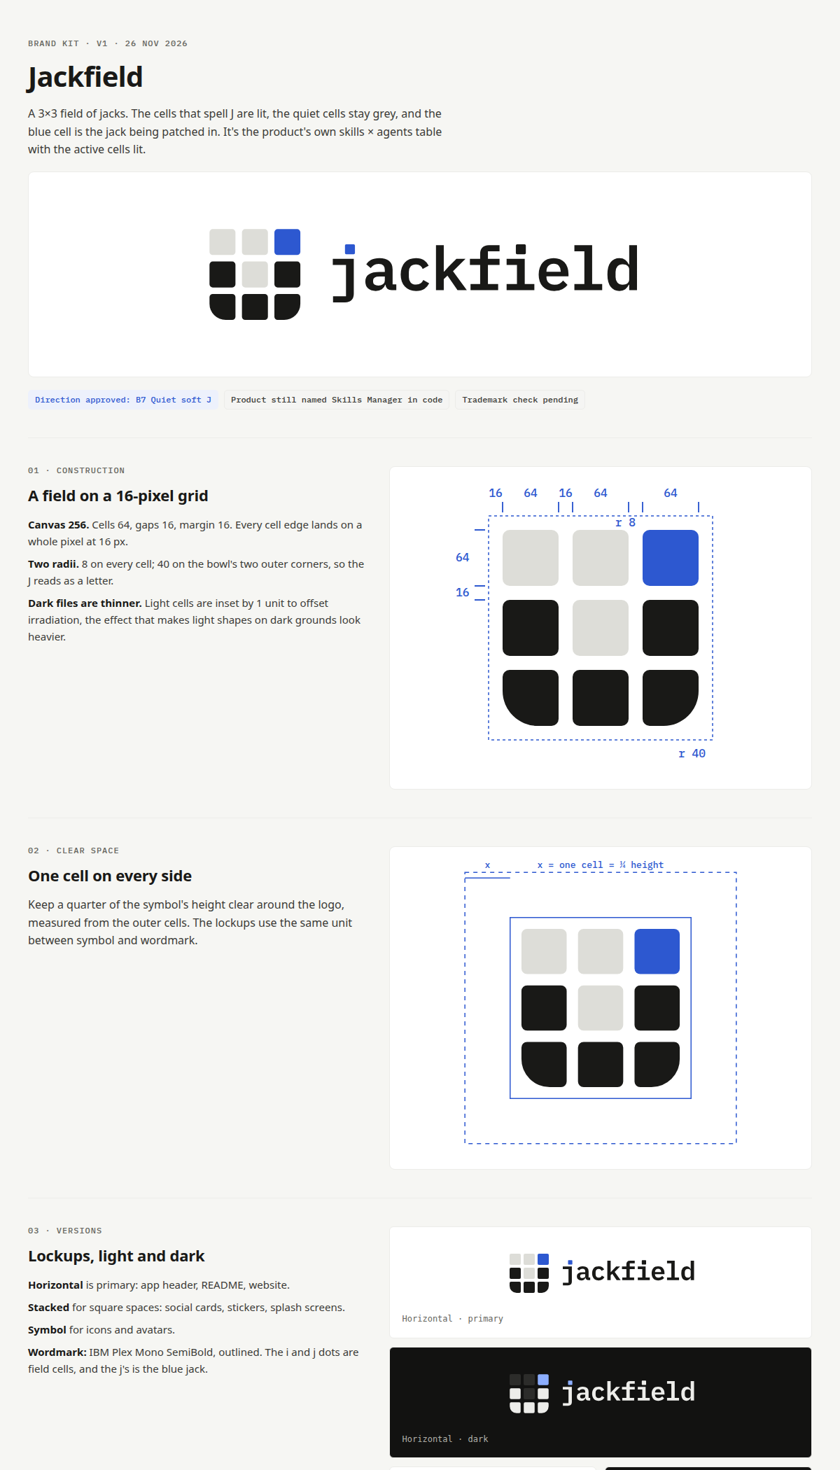 BRAND KIT · V1 · 26 NOV 2026
Jackfield
A 3×3 field of jacks. The cells that spell J are lit, the quiet cells stay grey, and the
blue cell is the jack being patched in. It's the product's own skills × agents table
with the active cells lit.
jackfield
Direction approved: B7 Quiet soft J
Product still named Skills Manager in code
Trademark check pending
01 · CONSTRUCTION
A field on a 16-pixel grid
Canvas 256. Cells 64, gaps 16, margin 16. Every cell edge lands on a
whole pixel at 16 px.
Two radii. 8 on every cell; 40 on the bowl's two outer corners, so the
J reads as a letter.
Dark files are thinner. Light cells are inset by 1 unit to offset
irradiation, the effect that makes light shapes on dark grounds look
heavier.
16 64 16 64 64
r 8
64
16
r 40
02 · CLEAR SPACE
One cell on every side
Keep a quarter of the symbol's height clear around the logo,
measured from the outer cells. The lockups use the same unit
between symbol and wordmark.
x x = one cell = ¼ height
03 · VERSIONS
Lockups, light and dark
Horizontal is primary: app header, README, website.
Stacked for square spaces: social cards, stickers, splash screens.
Symbol for icons and avatars.
Wordmark: IBM Plex Mono SemiBold, outlined. The i and j dots are
field cells, and the j's is the blue jack.
jackfield
Horizontal · primary
jackfield
Horizontal · dark